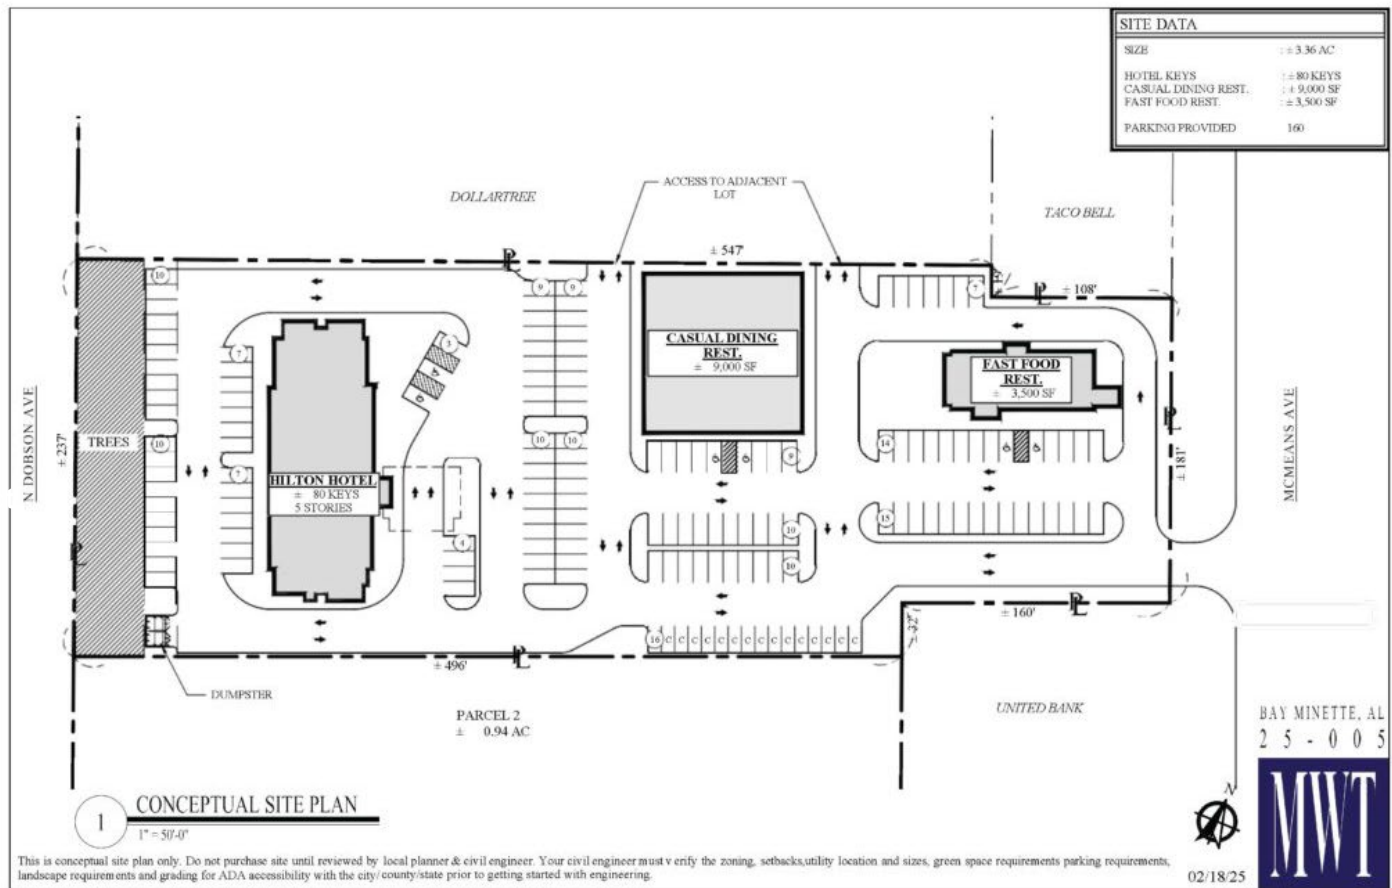 SITE DATA
SIZE : ± 3.36 AC
HOTEL KEYS : ± 80 KEYS
CASUAL DINING REST. : ± 9,000 SF
FAST FOOD REST. : ± 3,500 SF
PARKING PROVIDED 160
ACCESS TO ADJACENT
LOT
DOLLARTREE
TACO BELL
± 547'
PL
± 108'
PL
10
9
9
7
7
3
CASUAL DINING
REST.
± 9,000 SF
FAST FOOD
REST.
± 3,500 SF
N DOBSON AVE
± 237'
TREES
MCMEANS AVE
± 181'
PL
10
10
10
14
9
7
HILTON HOTEL
± 80 KEYS
5 STORIES
15
10
4
10
PL
± 160'
PL
± 32'
16
C C C C C C C C C C C C C C C C
± 496'
PL
DUMPSTER
PARCEL 2
± 0.94 AC
UNITED BANK
BAY MINETTE, AL
25-005
MWT
N
1
CONCEPTUAL SITE PLAN
1" = 50'-0"
This is conceptual site plan only. Do not purchase site until reviewed by local planner & civil engineer. Your civil engineer must verify the zoning, setbacks,utility location and sizes, green space requirements parking requirements,
landscape requirements and grading for ADA accessibility with the city/county/state prior to getting started with engineering.
02/18/25